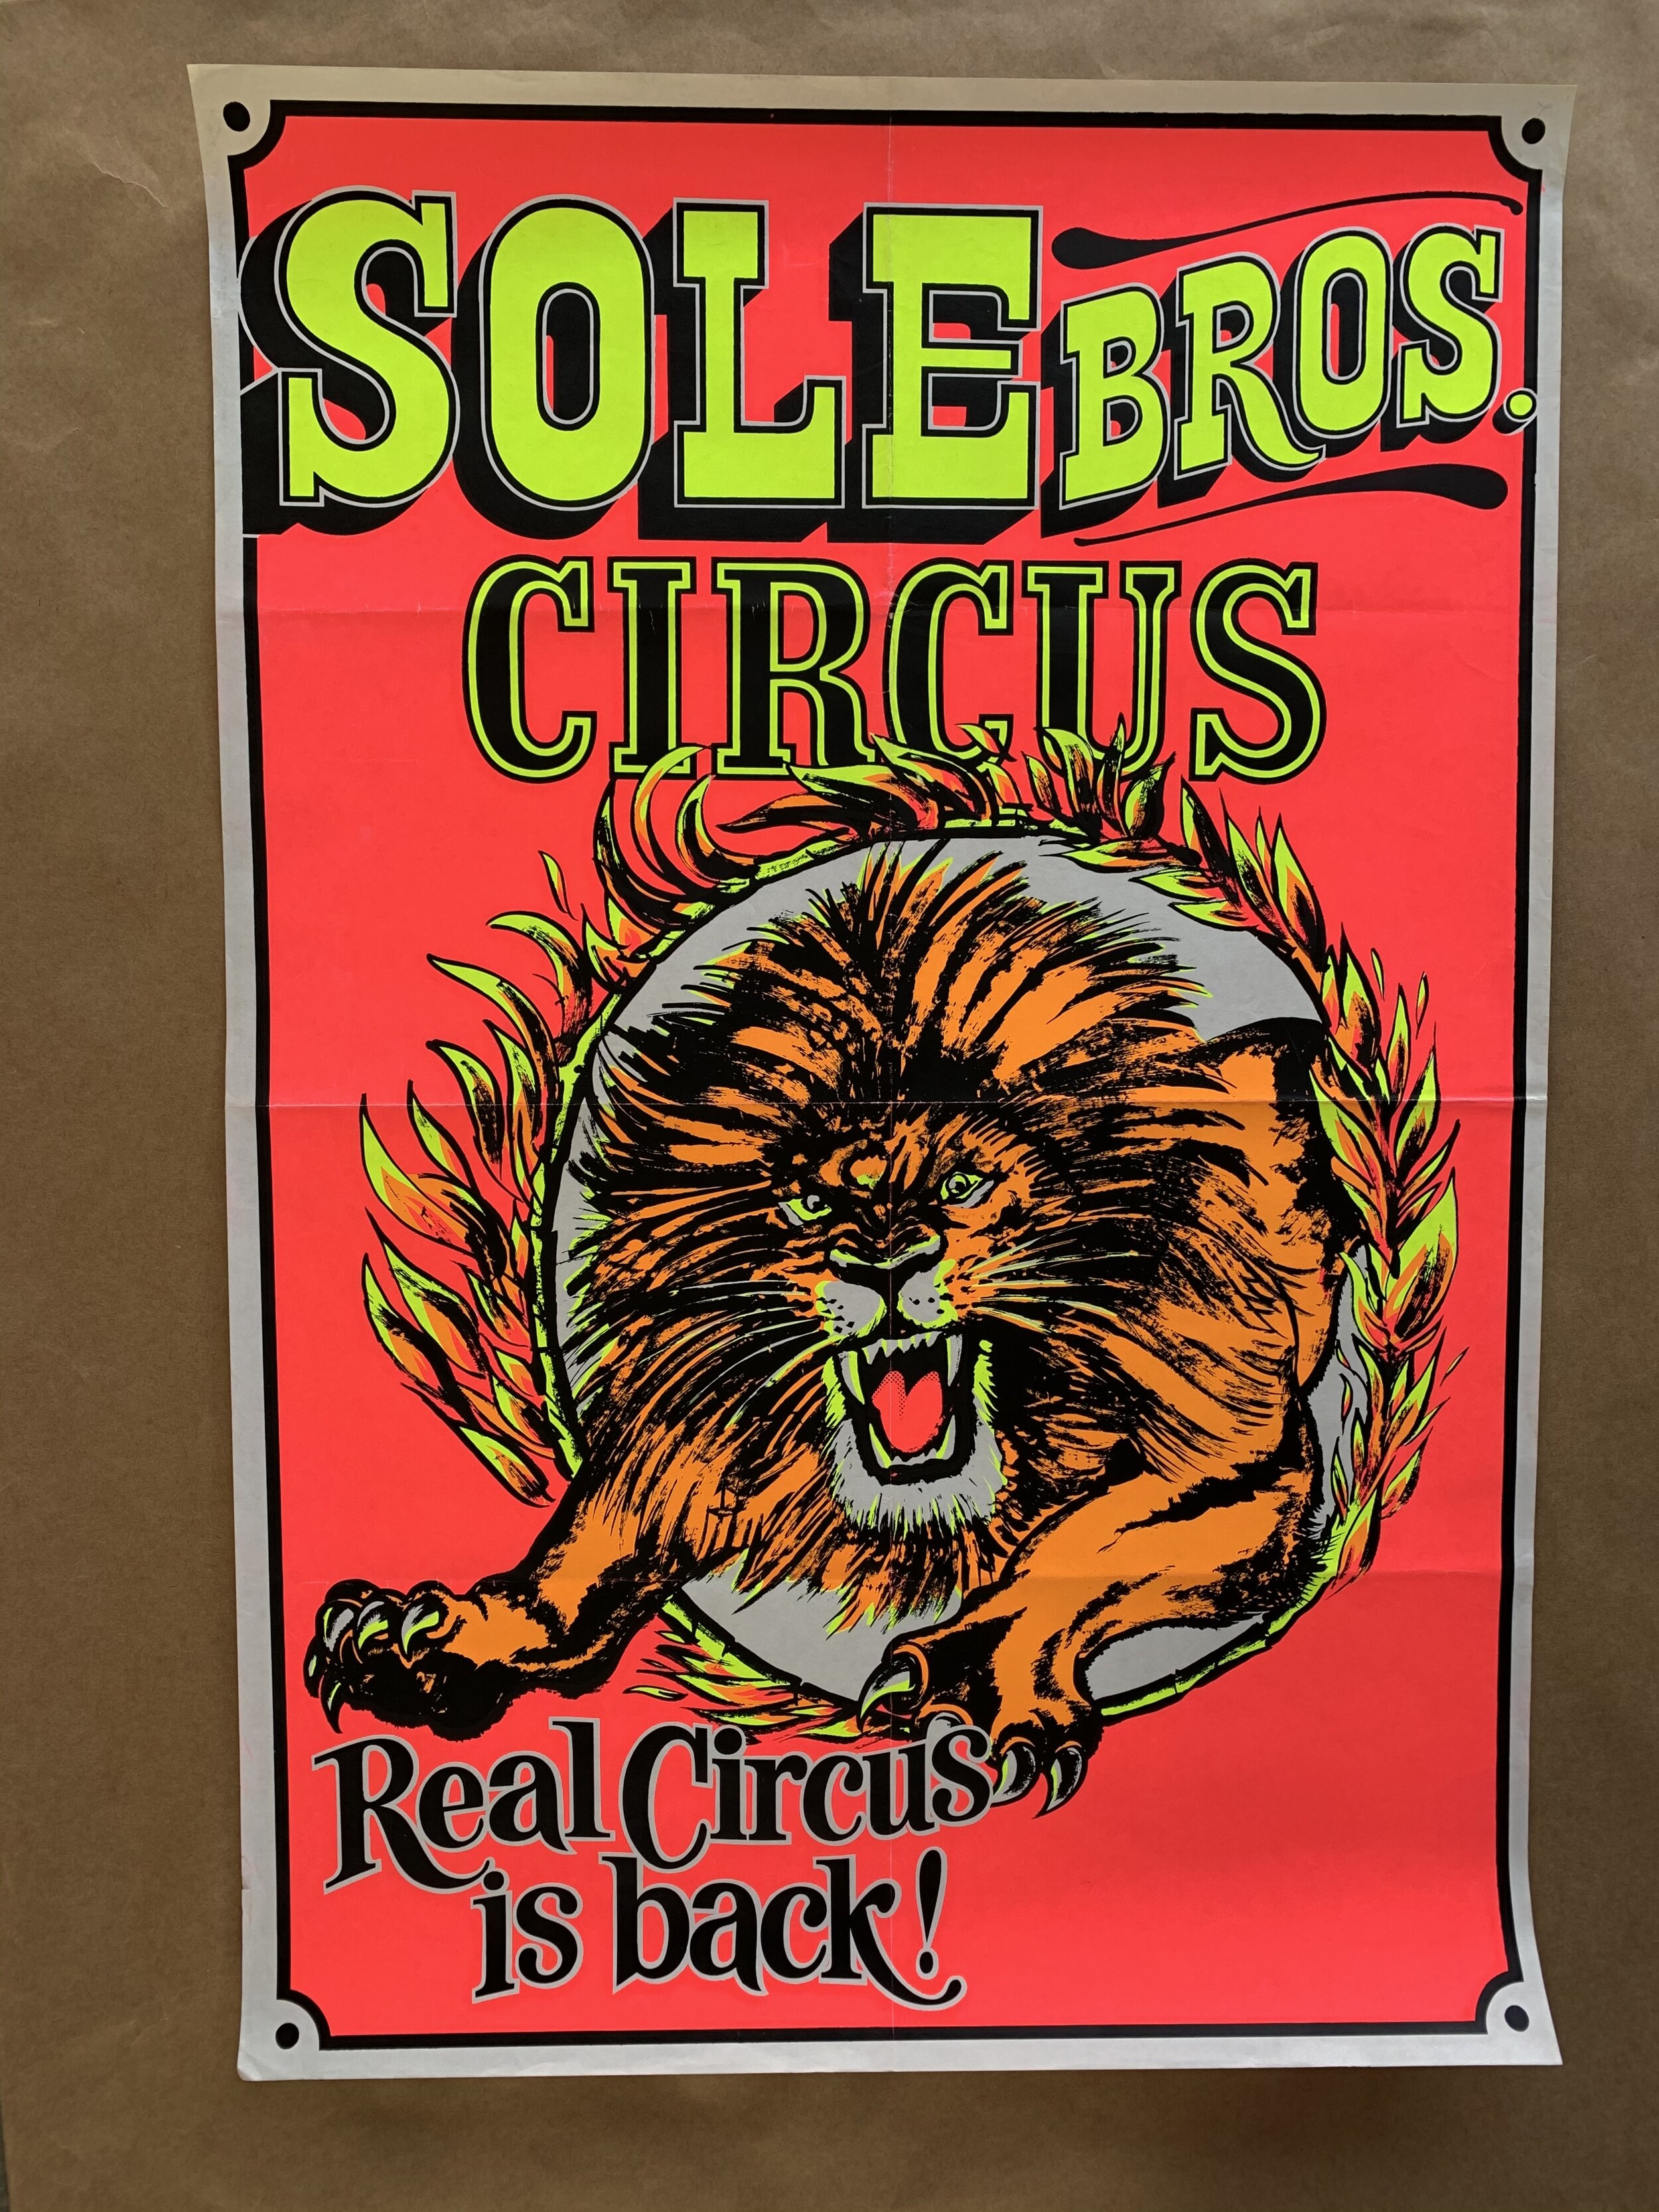 SOLE BROS.
CIRCUS
Real Circus
is back!